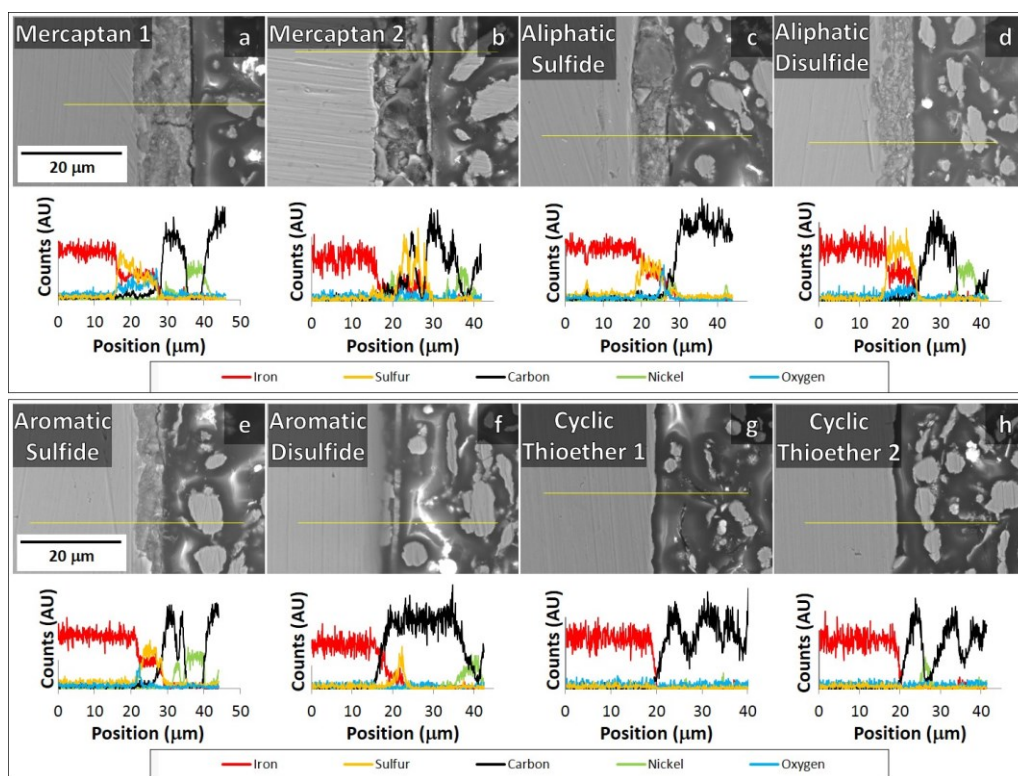 Mercaptan 1
a
Mercaptan 2
b
Aliphatic
Sulfide
c
Aliphatic
Disulfide
d
20 µm
Counts (AU)
0 10 20 30 40 50
Position (µm)
Counts (AU)
0 10 20 30 40
Position (µm)
Counts (AU)
0 10 20 30 40
Position (µm)
Counts (AU)
0 10 20 30 40
Position (µm)
Iron Sulfur Carbon Nickel Oxygen
Aromatic
Sulfide
e
Aromatic
Disulfide
f
Cyclic
Thioether 1
g
Cyclic
Thioether 2
h
20 µm
Counts (AU)
0 10 20 30 40 50
Position (µm)
Counts (AU)
0 10 20 30 40
Position (µm)
Counts (AU)
0 10 20 30 40
Position (µm)
Counts (AU)
0 10 20 30 40
Position (µm)
Iron Sulfur Carbon Nickel Oxygen